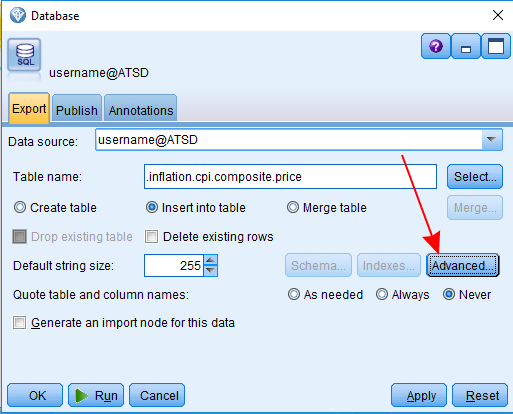 Database
SQL
username@ATSD
Export Publish Annotations
Data source: username@ATSD
Table name: .inflation.cpi.composite.price Select...
Create table Insert into table Merge table Merge...
Drop existing table Delete existing rows
Default string size: 255 Schema... Indexes... Advanced...
Quote table and column names: As needed Always Never
Generate an import node for this data
OK Run Cancel Apply Reset